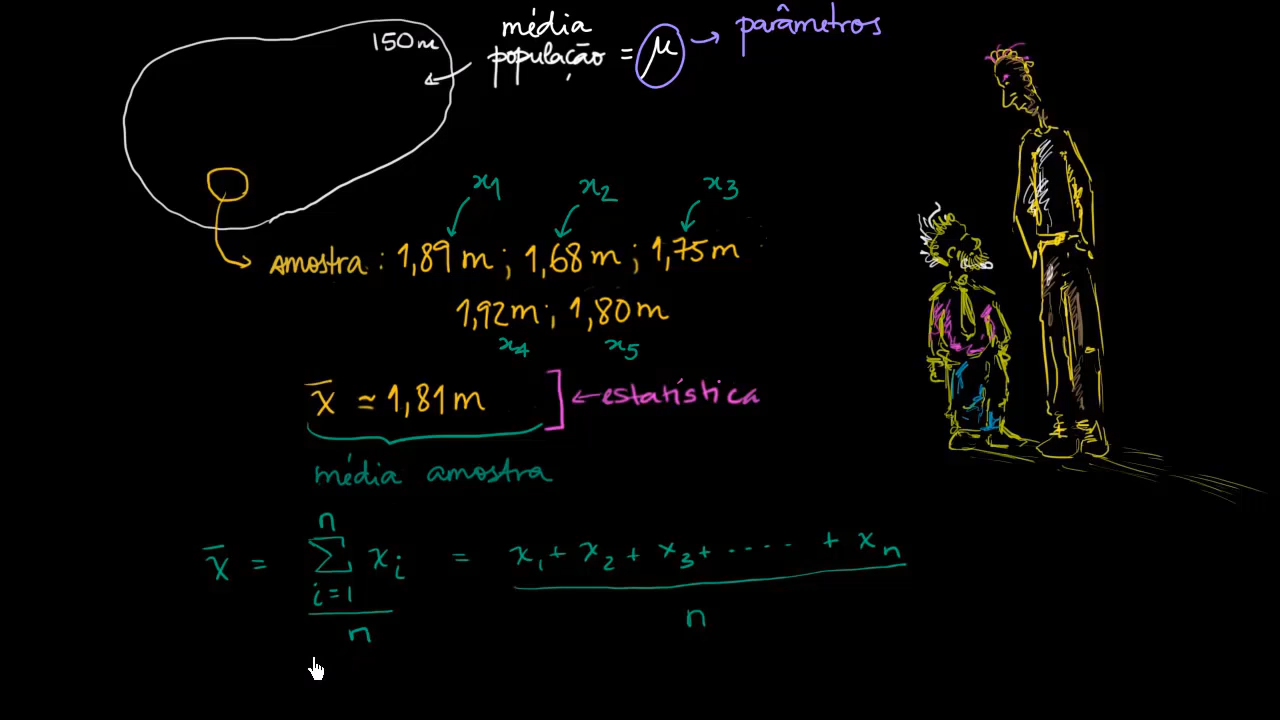 150m
média
população = μ → parâmetros
x1 x2 x3
amostra : 1,89 m ; 1,68 m ; 1,75 m
1,92 m ; 1,80 m
x4 x5
x̄ ≈ 1,81 m ] ← estatística
média amostra
n
x̄ = Σ xi = x1 + x2 + x3 + ..... + xn
i=1
n n